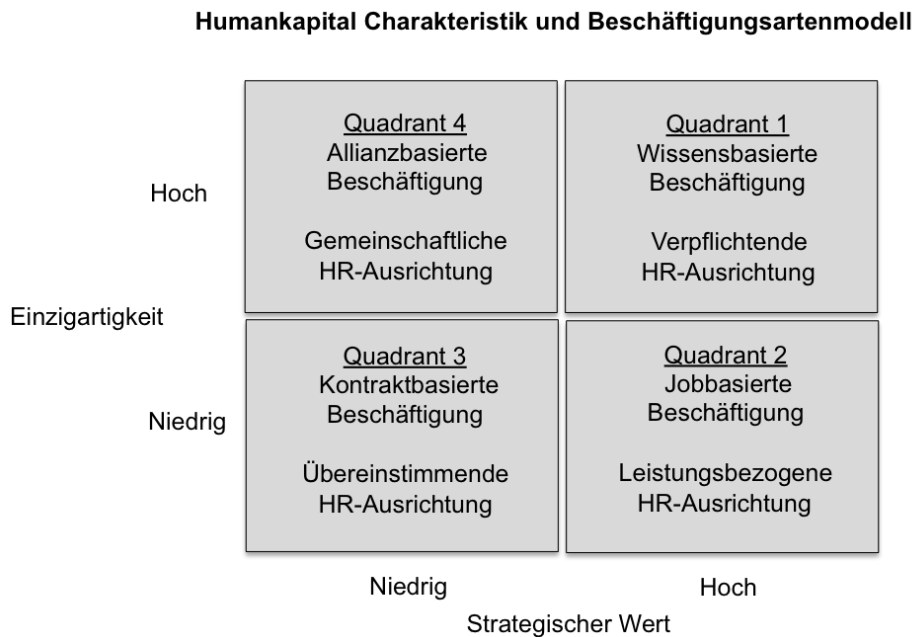 Humankapital Charakteristik und Beschäftigungsartenmodell
Quadrant 4
Allianzbasierte
Beschäftigung
Gemeinschaftliche
HR-Ausrichtung
Quadrant 1
Wissensbasierte
Beschäftigung
Verpflichtende
HR-Ausrichtung
Hoch
Einzigartigkeit
Niedrig
Quadrant 3
Kontraktbasierte
Beschäftigung
Übereinstimmende
HR-Ausrichtung
Quadrant 2
Jobbasierte
Beschäftigung
Leistungsbezogene
HR-Ausrichtung
Niedrig
Hoch
Strategischer Wert